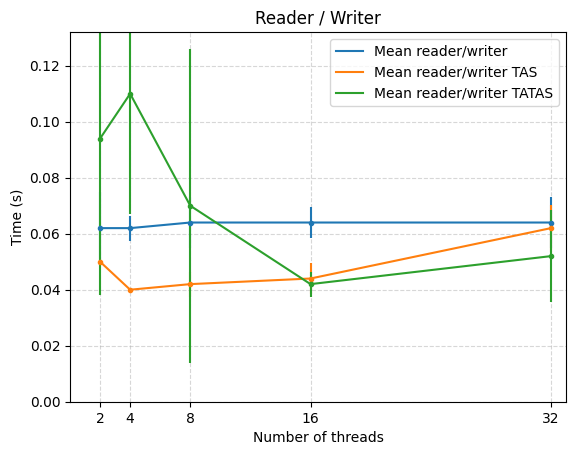 Reader / Writer
Mean reader/writer
Mean reader/writer TAS
Mean reader/writer TATAS
Time (s)
0.12
0.10
0.08
0.06
0.04
0.02
0.00
2 4 8 16 32
Number of threads